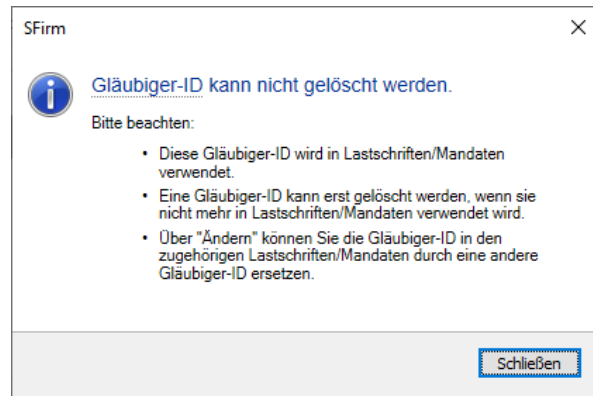 SFirm
Gläubiger-ID kann nicht gelöscht werden.
Bitte beachten:
• Diese Gläubiger-ID wird in Lastschriften/Mandaten
verwendet.
• Eine Gläubiger-ID kann erst gelöscht werden, wenn sie
nicht mehr in Lastschriften/Mandaten verwendet wird.
• Über "Ändern" können Sie die Gläubiger-ID in den
zugehörigen Lastschriften/Mandaten durch eine andere
Gläubiger-ID ersetzen.
Schließen